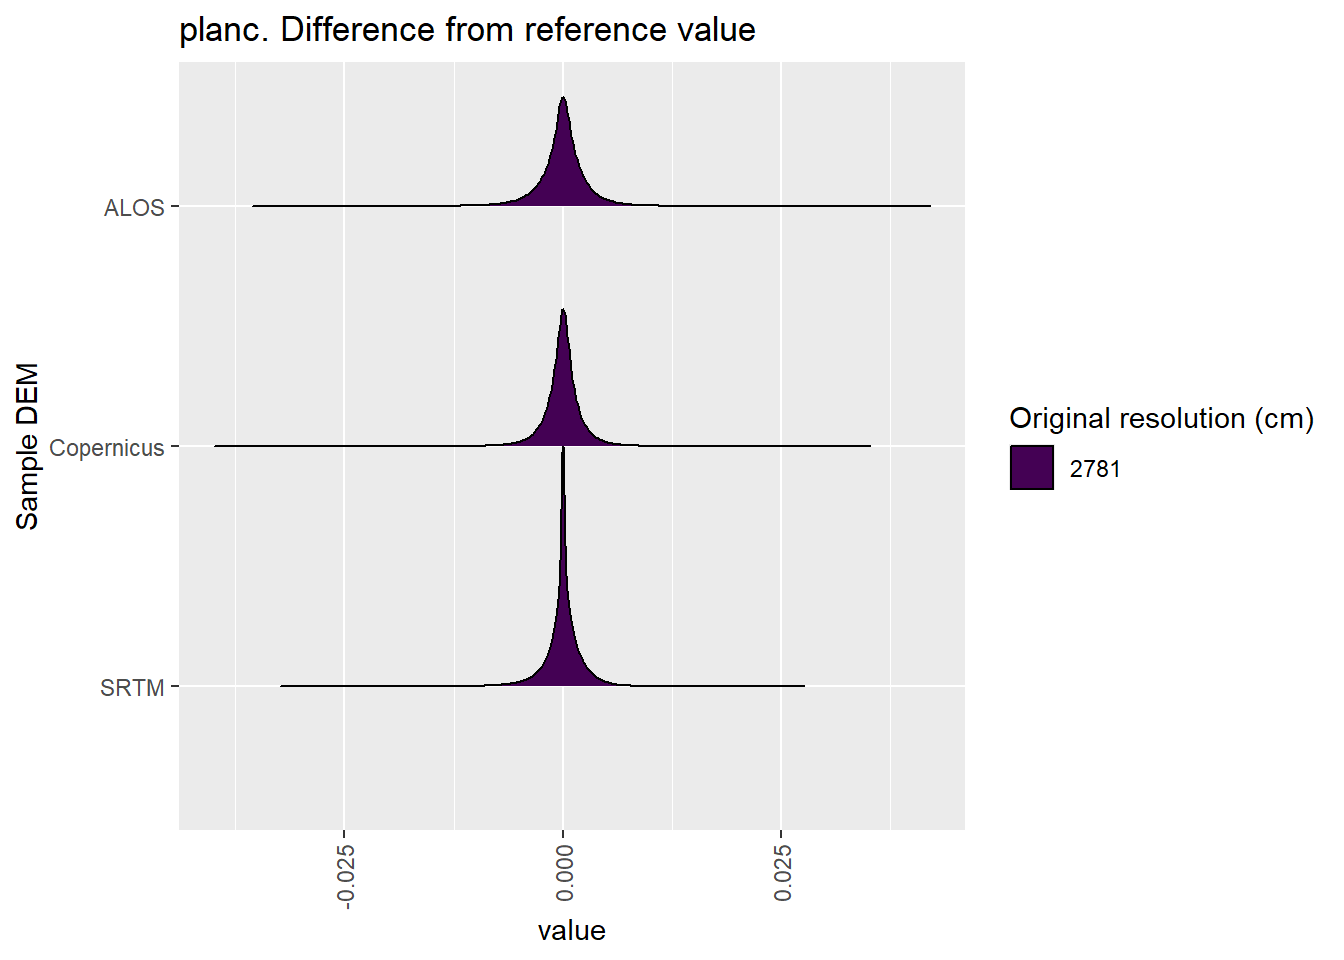 planc. Difference from reference value
Sample DEM
ALOS
Copernicus
SRTM
-0.025
0.000
0.025
value
Original resolution (cm)
2781